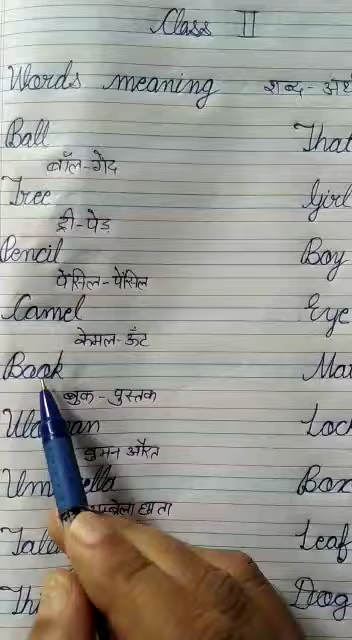 Class II
Words meaning शब्द - अर्थ
Ball That
बॉल - गेंद
Tree Girl
ट्री - पेड़
Pencil Boy
पेंसिल - पेंसिल
Camel Eye
केमल - ऊँट
Book
बुक - पुस्तक
वुमन औरत
Box
Leaf
Dog